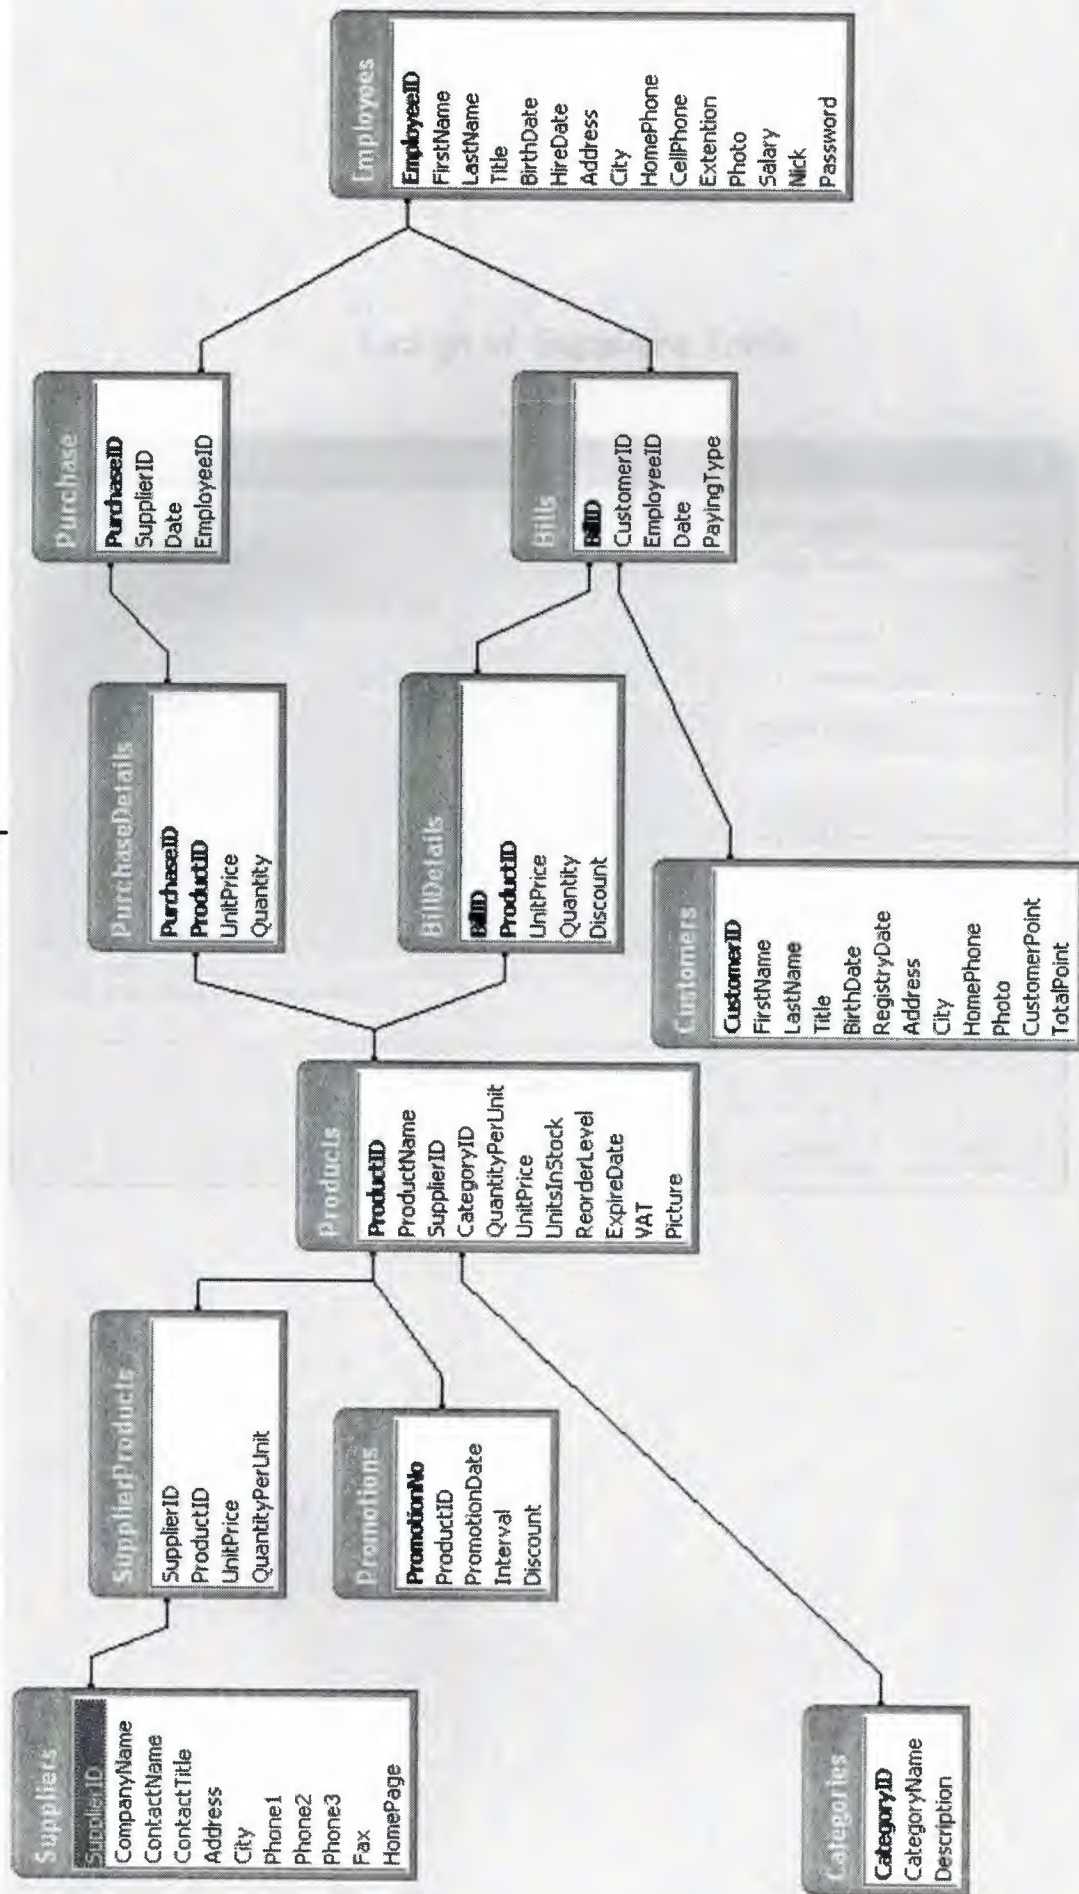 Suppliers
SupplierID
CompanyName
ContactName
ContactTitle
Address
City
Phone1
Phone2
Phone3
Fax
HomePage
SupplierProducts
SupplierID
ProductID
UnitPrice
QuantityPerUnit
Promotions
PromotionNo
ProductID
PromotionDate
Interval
Discount
Categories
CategoryID
CategoryName
Description
Products
ProductID
ProductName
SupplierID
CategoryID
QuantityPerUnit
UnitPrice
UnitsInStock
ReorderLevel
ExpireDate
VAT
Picture
PurchaseDetails
PurchaseID
ProductID
UnitPrice
Quantity
BillDetails
BillID
ProductID
UnitPrice
Quantity
Discount
Customers
CustomerID
FirstName
LastName
Title
BirthDate
RegistryDate
Address
City
HomePhone
Photo
CustomerPoint
TotalPoint
Purchase
PurchaseID
SupplierID
Date
EmployeeID
Bills
BillID
CustomerID
EmployeeID
Date
PayingType
Employees
EmployeeID
FirstName
LastName
Title
BirthDate
HireDate
Address
City
HomePhone
CellPhone
Extention
Photo
Salary
Nick
Password